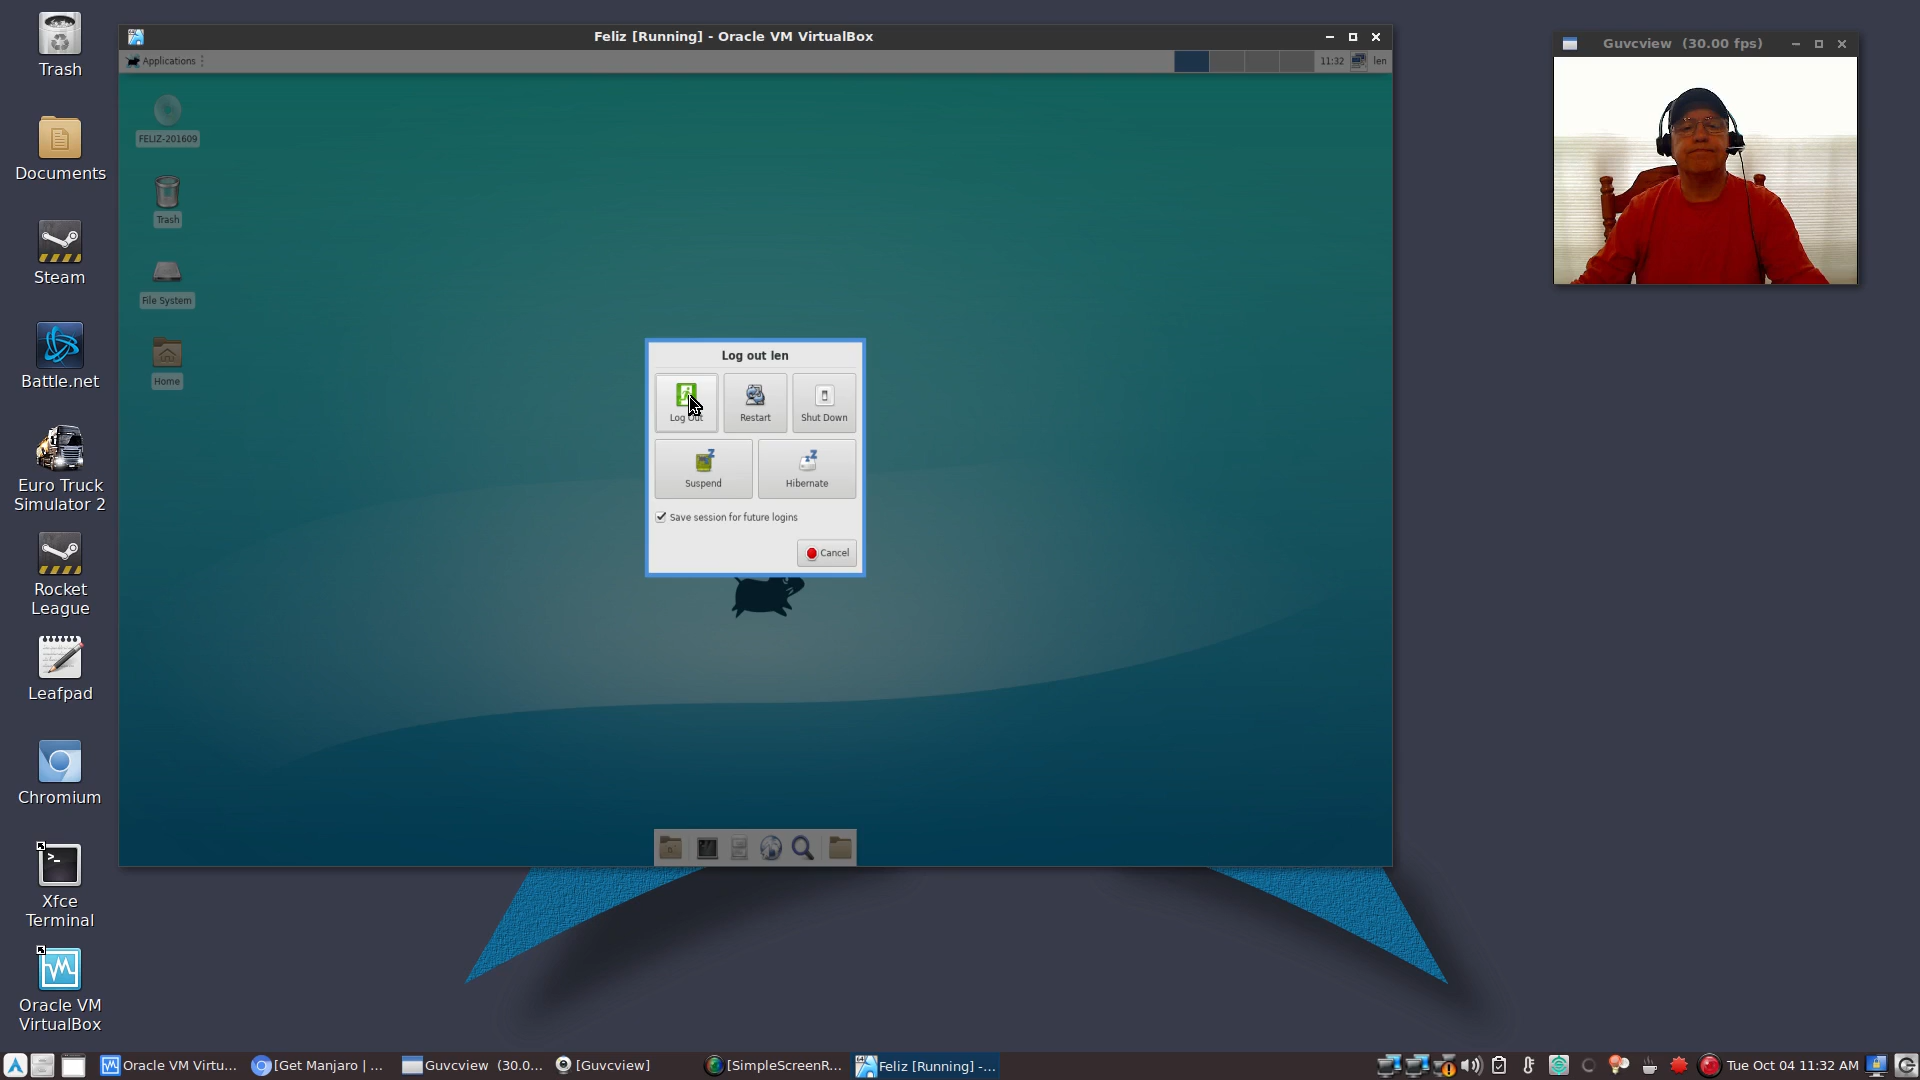 Trash
Documents
Steam
Battle.net
Euro Truck
Simulator 2
Rocket
League
Leafpad
Chromium
>_
Xfce
Terminal
Oracle VM
VirtualBox
Feliz [Running] - Oracle VM VirtualBox
Applications
11:32
len
FELIZ-201609
Trash
File System
Home
Log out len
Log Out
Restart
Shut Down
Suspend
Hibernate
Save session for future logins
Cancel
Guvcview (30.00 fps)
Oracle VM Virtu...
[Get Manjaro | ...
Guvcview (30.0...
[Guvcview]
[SimpleScreenR...
Feliz [Running] -...
Tue Oct 04 11:32 AM